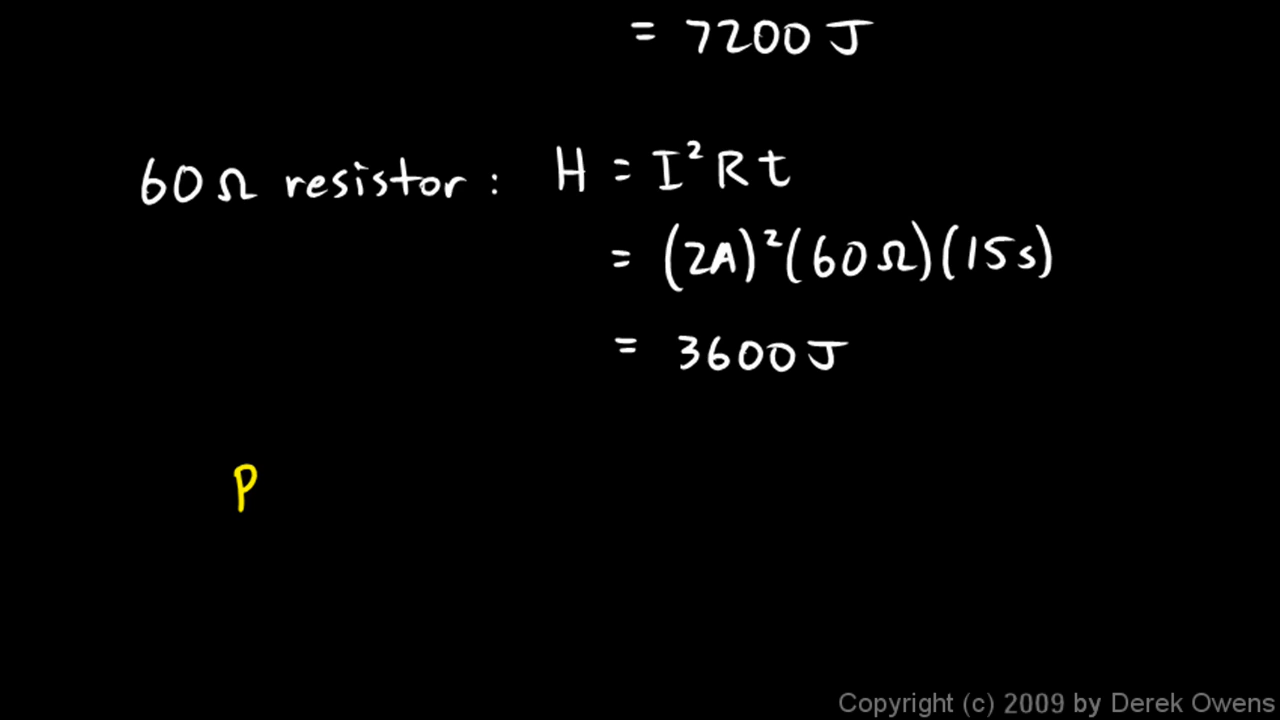 = 7200 J
60 Ω resistor : H = I² R t
= (2A)² (60 Ω) (15 s)
= 3600 J
P
Copyright (c) 2009 by Derek Owens